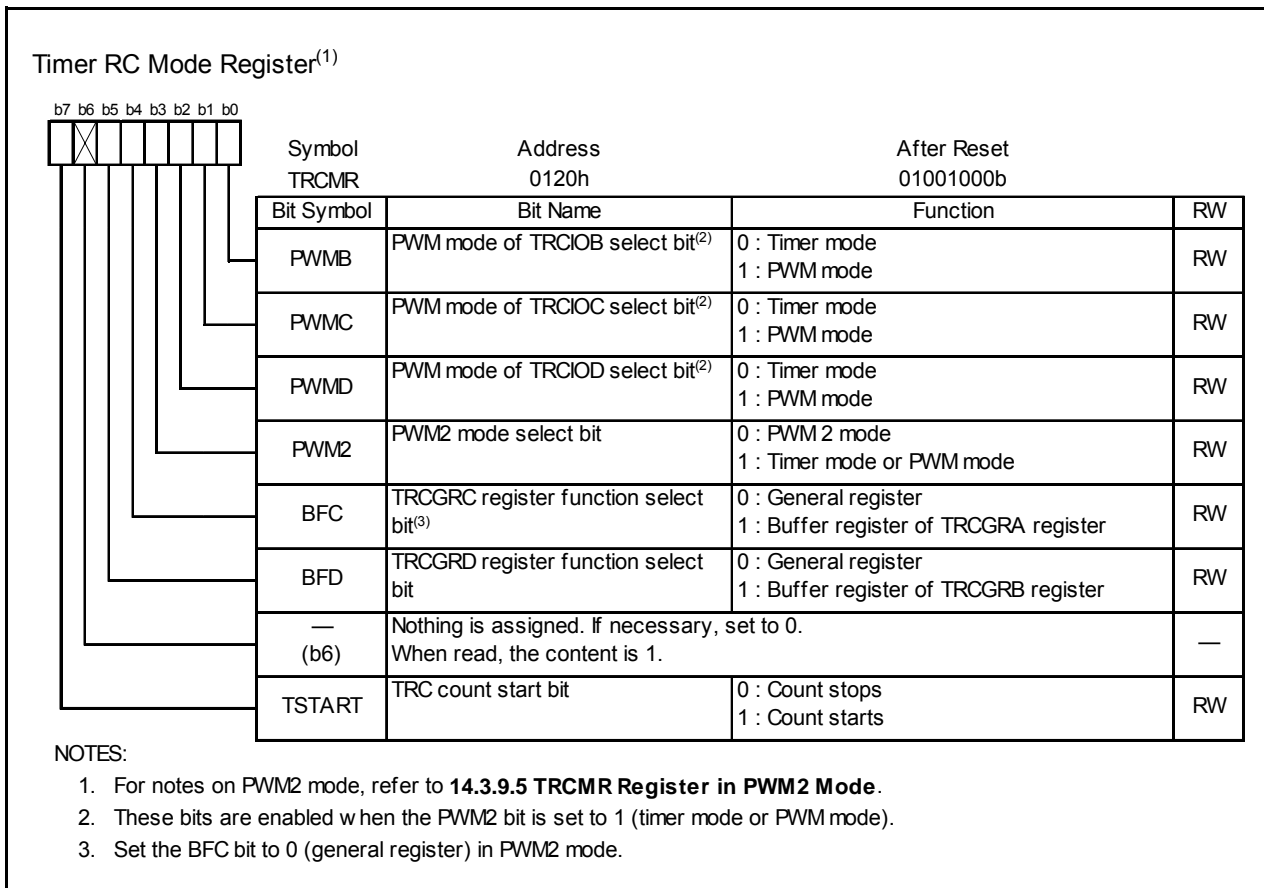 Timer RC Mode Register(1)
b7 b6 b5 b4 b3 b2 b1 b0
Symbol Address After Reset
TRCMR 0120h 01001000b
Bit Symbol Bit Name Function RW
PWMB PWM mode of TRCIOB select bit(2) 0 : Timer mode RW
1 : PWM mode
PWMC PWM mode of TRCIOC select bit(2) 0 : Timer mode RW
1 : PWM mode
PWMD PWM mode of TRCIOD select bit(2) 0 : Timer mode RW
1 : PWM mode
PWM2 PWM2 mode select bit 0 : PWM 2 mode RW
1 : Timer mode or PWM mode
BFC TRCGRC register function select 0 : General register RW
bit(3) 1 : Buffer register of TRCGRA register
BFD TRCGRD register function select 0 : General register RW
bit 1 : Buffer register of TRCGRB register
— Nothing is assigned. If necessary, set to 0. —
(b6) When read, the content is 1.
TSTART TRC count start bit 0 : Count stops RW
1 : Count starts
NOTES:
1. For notes on PWM2 mode, refer to 14.3.9.5 TRCMR Register in PWM2 Mode.
2. These bits are enabled when the PWM2 bit is set to 1 (timer mode or PWM mode).
3. Set the BFC bit to 0 (general register) in PWM2 mode.